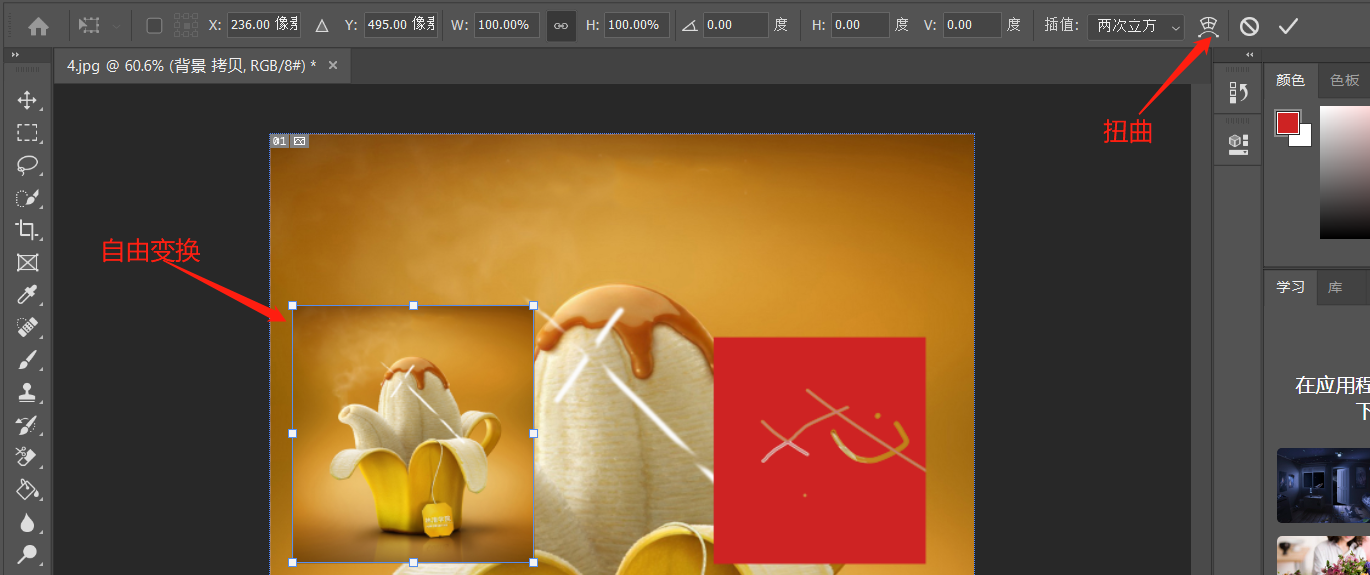 X: 236.00 像素 Y: 495.00 像素 W: 100.00% H: 100.00% 0.00 度 H: 0.00 度 V: 0.00 度 插值: 两次立方
4.jpg @ 60.6% (背景 拷贝, RGB/8#) * ×
颜色 色板
扭曲
01
自由变换
学习 库
在应用程
下